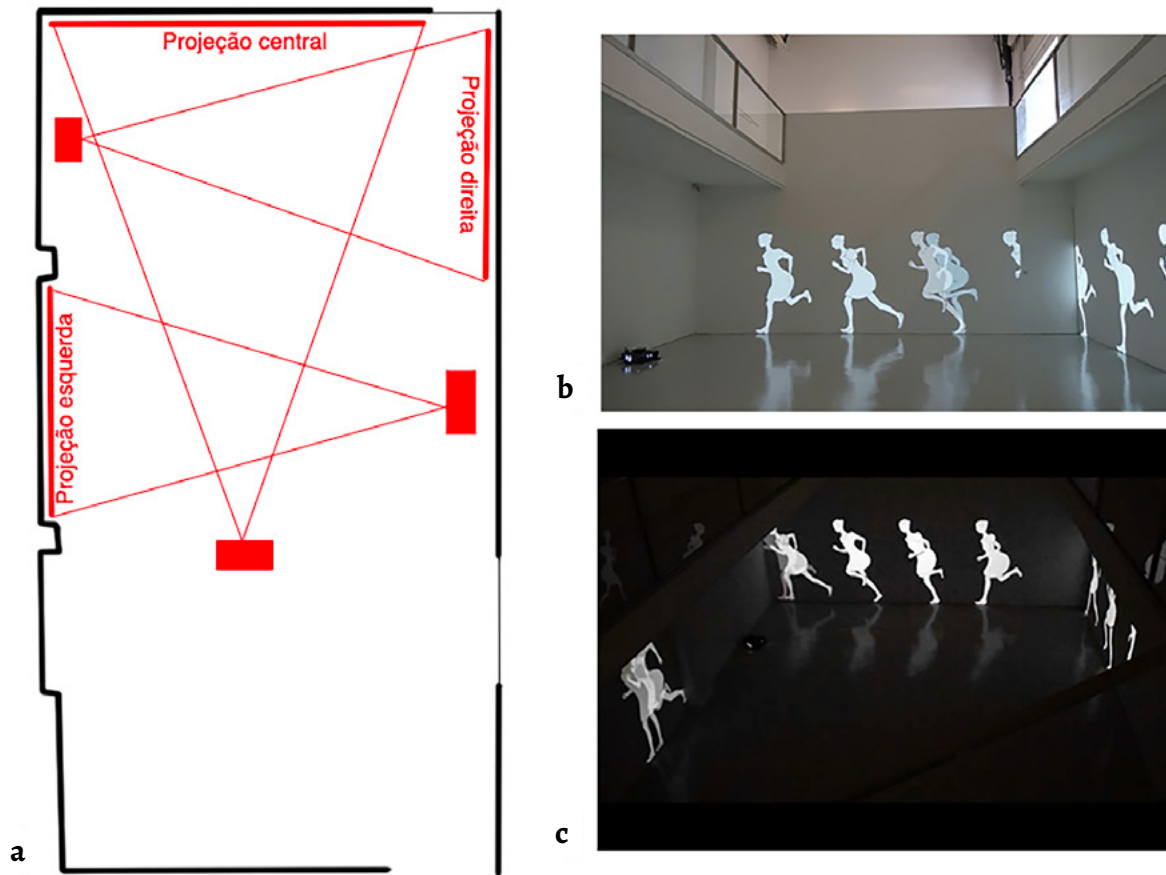 Projeção central
Projeção direita
Projeção esquerda
a
b
c